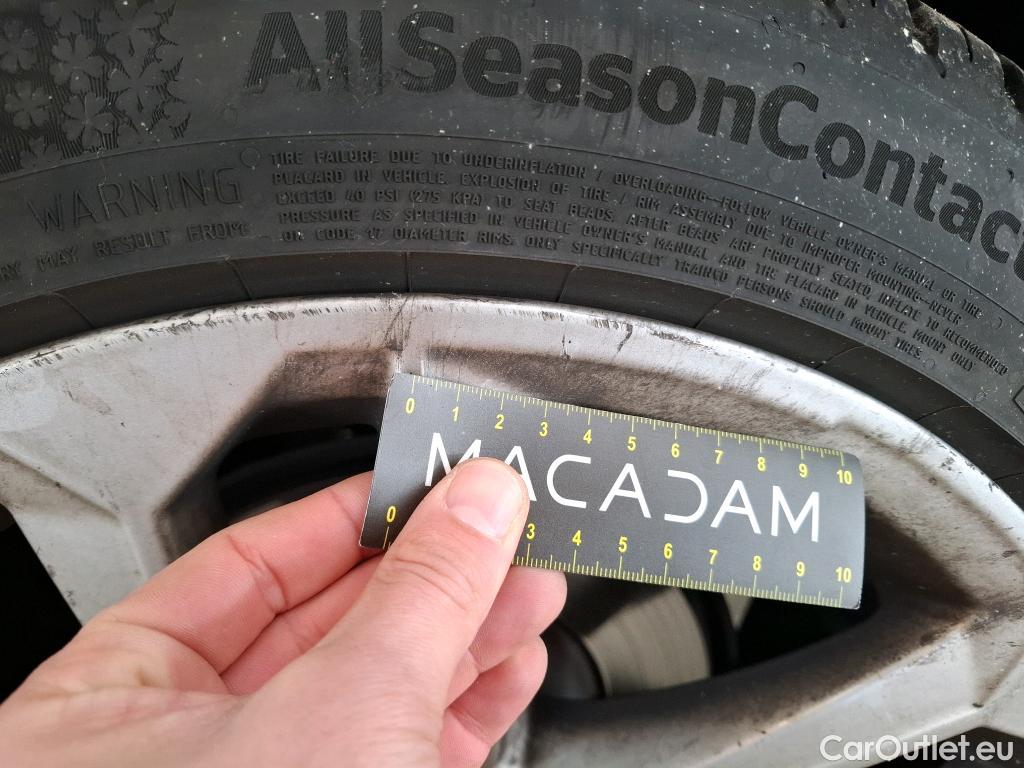 AllSeasonContact
WARNING
RY MAY RESULT FROM:
TIRE FAILURE DUE TO UNDERINFLATION / OVERLOADING—FOLLOW VEHICLE OWNER'S MANUAL OR TIRE
PLACARD IN VEHICLE. EXPLOSION OF TIRE / RIM ASSEMBLY DUE TO IMPROPER MOUNTING—NEVER
EXCEED 40 PSI (275 KPA) TO SEAT BEADS. AFTER BEADS ARE PROPERLY SEATED, INFLATE TO RECOMMENDED
PRESSURE AS SPECIFIED IN VEHICLE OWNER'S MANUAL AND TIRE PLACARD IN VEHICLE. MOUNT ONLY
ON CODE 17 DIAMETER RIMS. ONLY SPECIFICALLY TRAINED PERSONS SHOULD MOUNT TIRES.
0 1 2 3 4 5 6 7 8 9 10
MACADAM
0 3 4 5 6 7 8 9 10
CarOutlet.eu